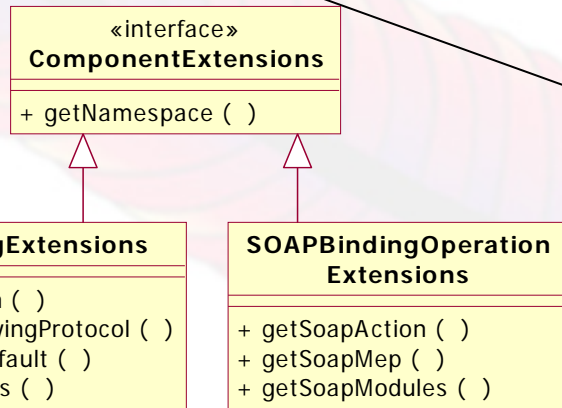 «interface»
ComponentExtensions
+ getNamespace ( )
gExtensions
( )
wingProtocol ( )
fault ( )
s ( )
SOAPBindingOperation
Extensions
+ getSoapAction ( )
+ getSoapMep ( )
+ getSoapModules ( )